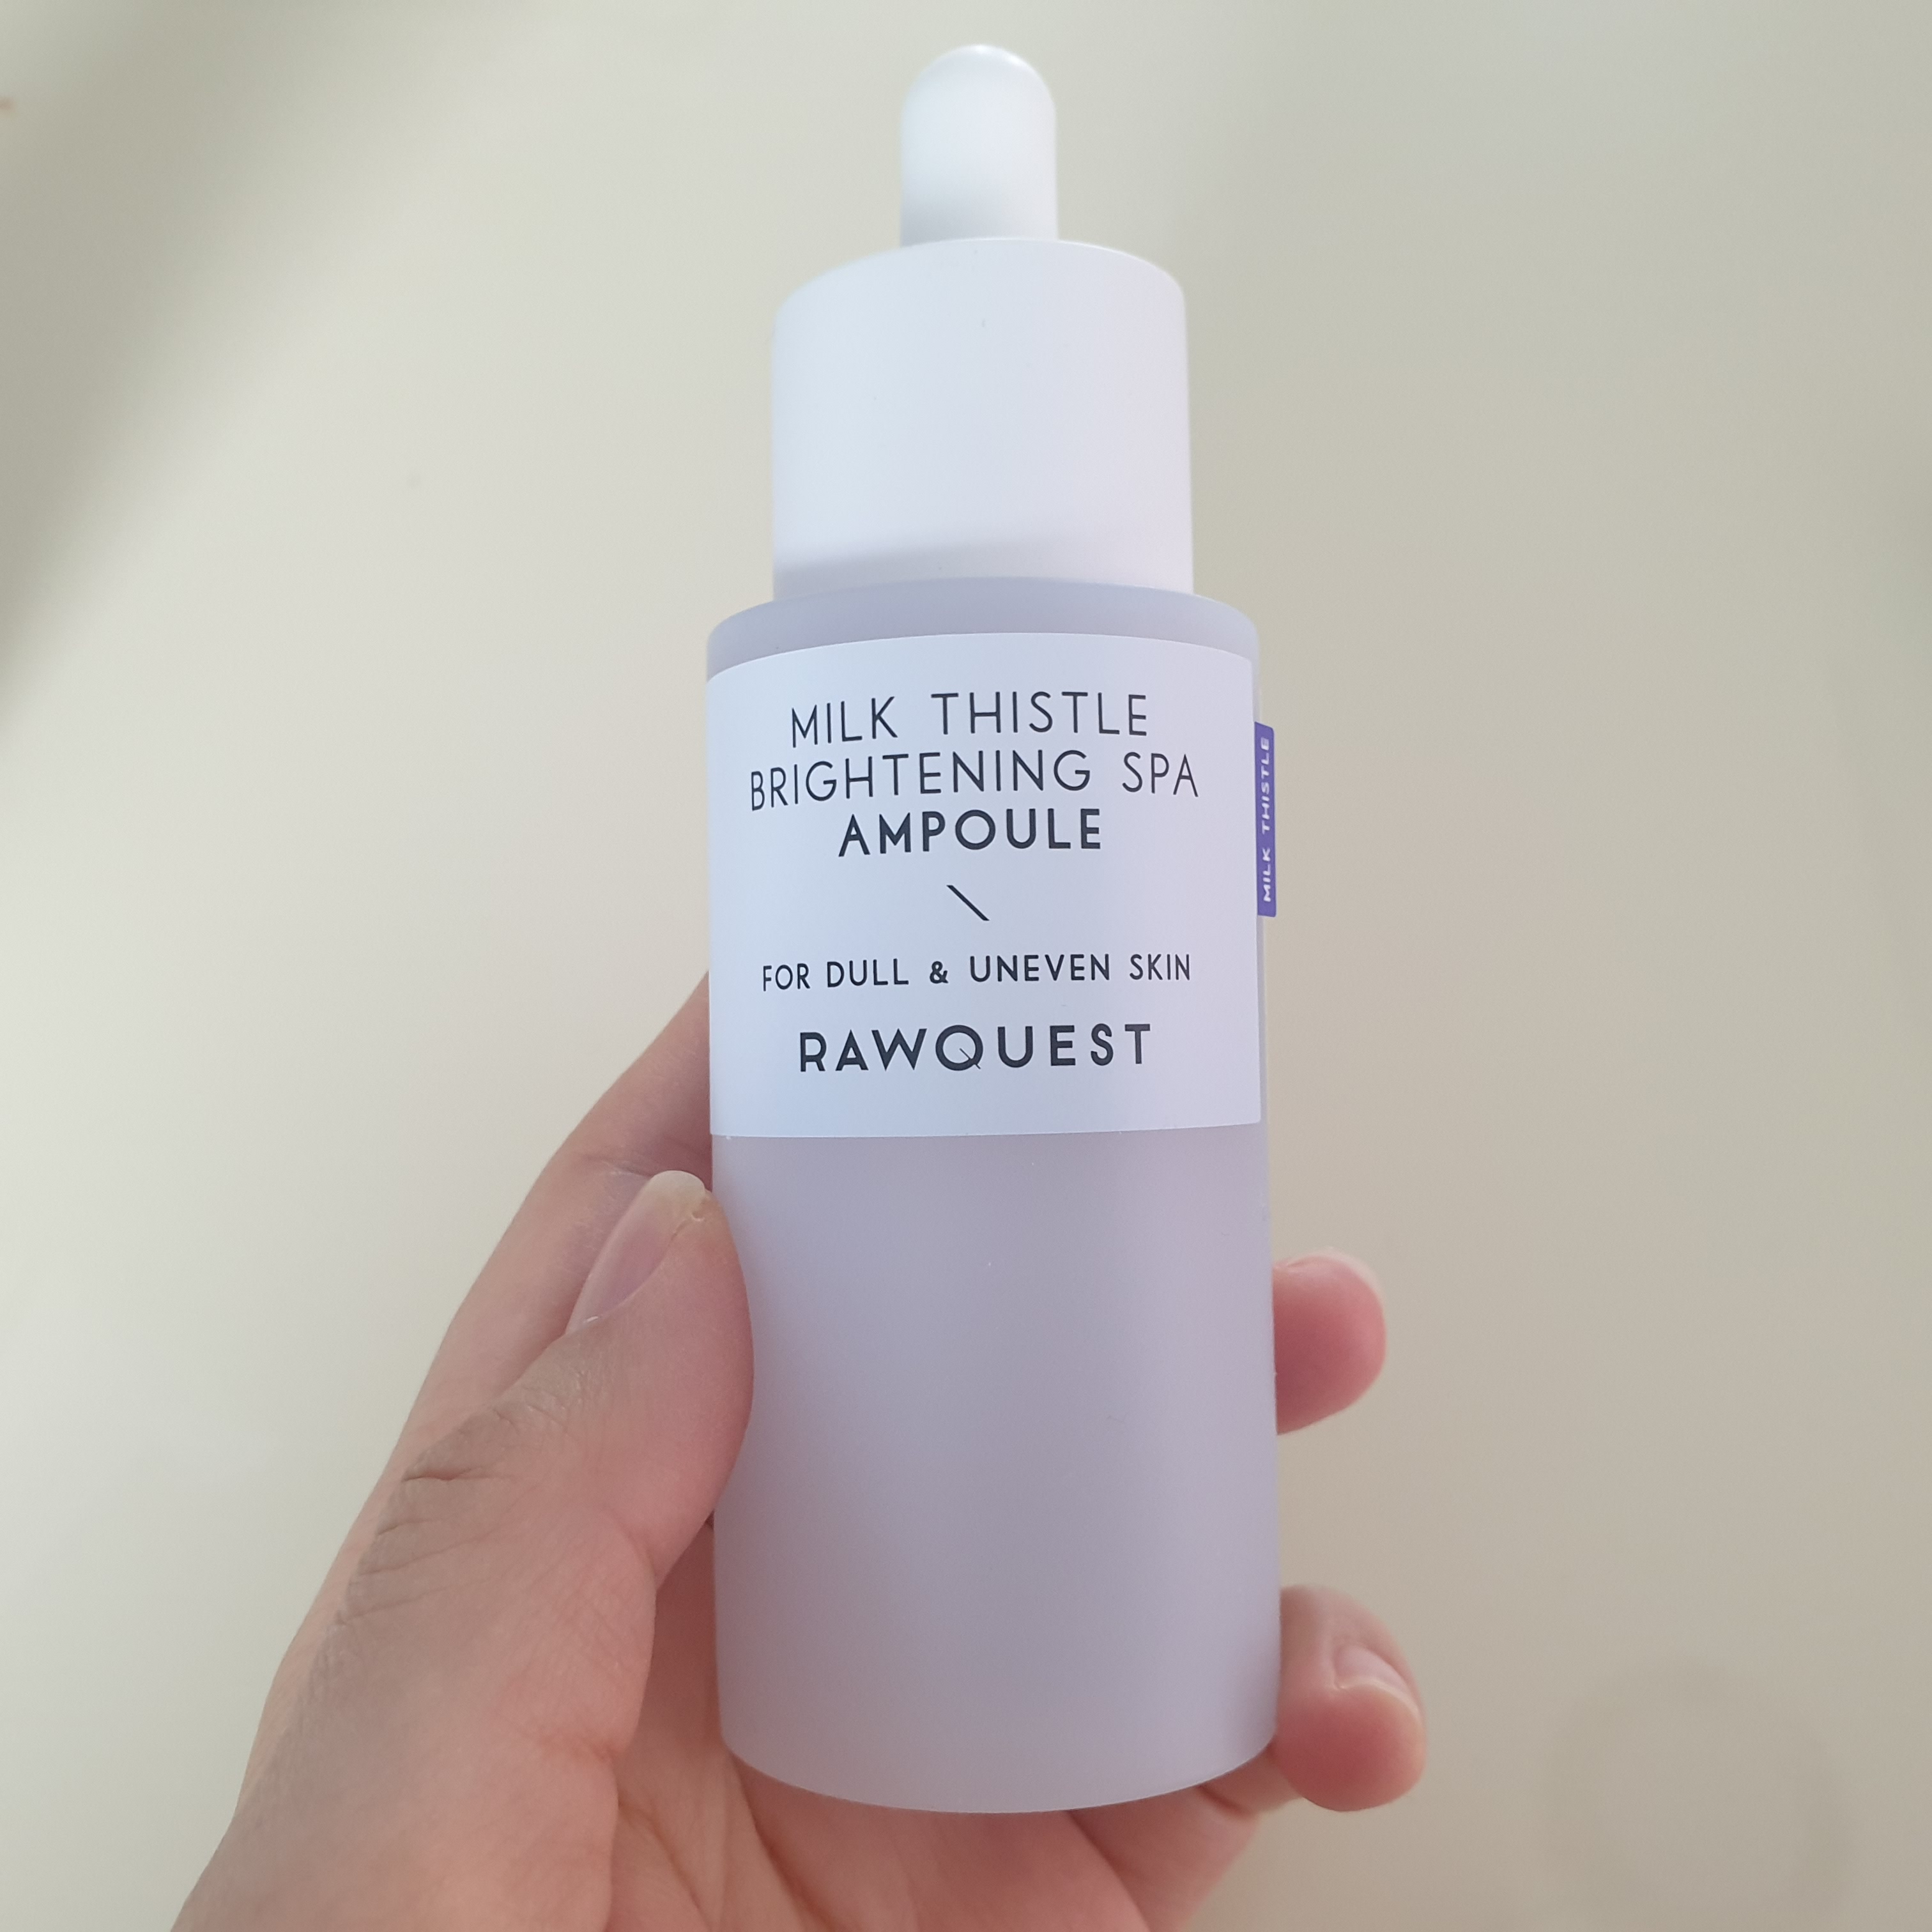 MILK THISTLE
BRIGHTENING SPA
AMPOULE
\
FOR DULL & UNEVEN SKIN
RAWQUEST
MILK THISTLE